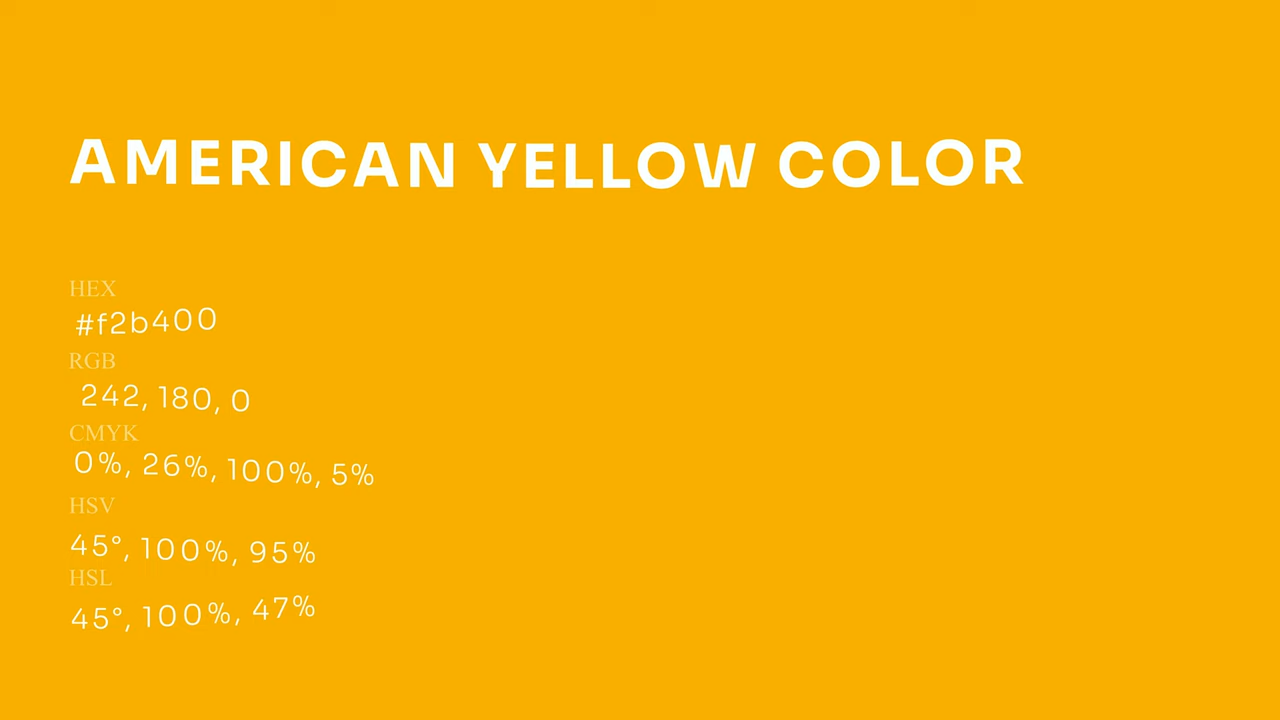 AMERICAN YELLOW COLOR
HEX
#f2b400
RGB
242, 180, 0
CMYK
0%, 26%, 100%, 5%
HSV
45°, 100%, 95%
HSL
45°, 100%, 47%